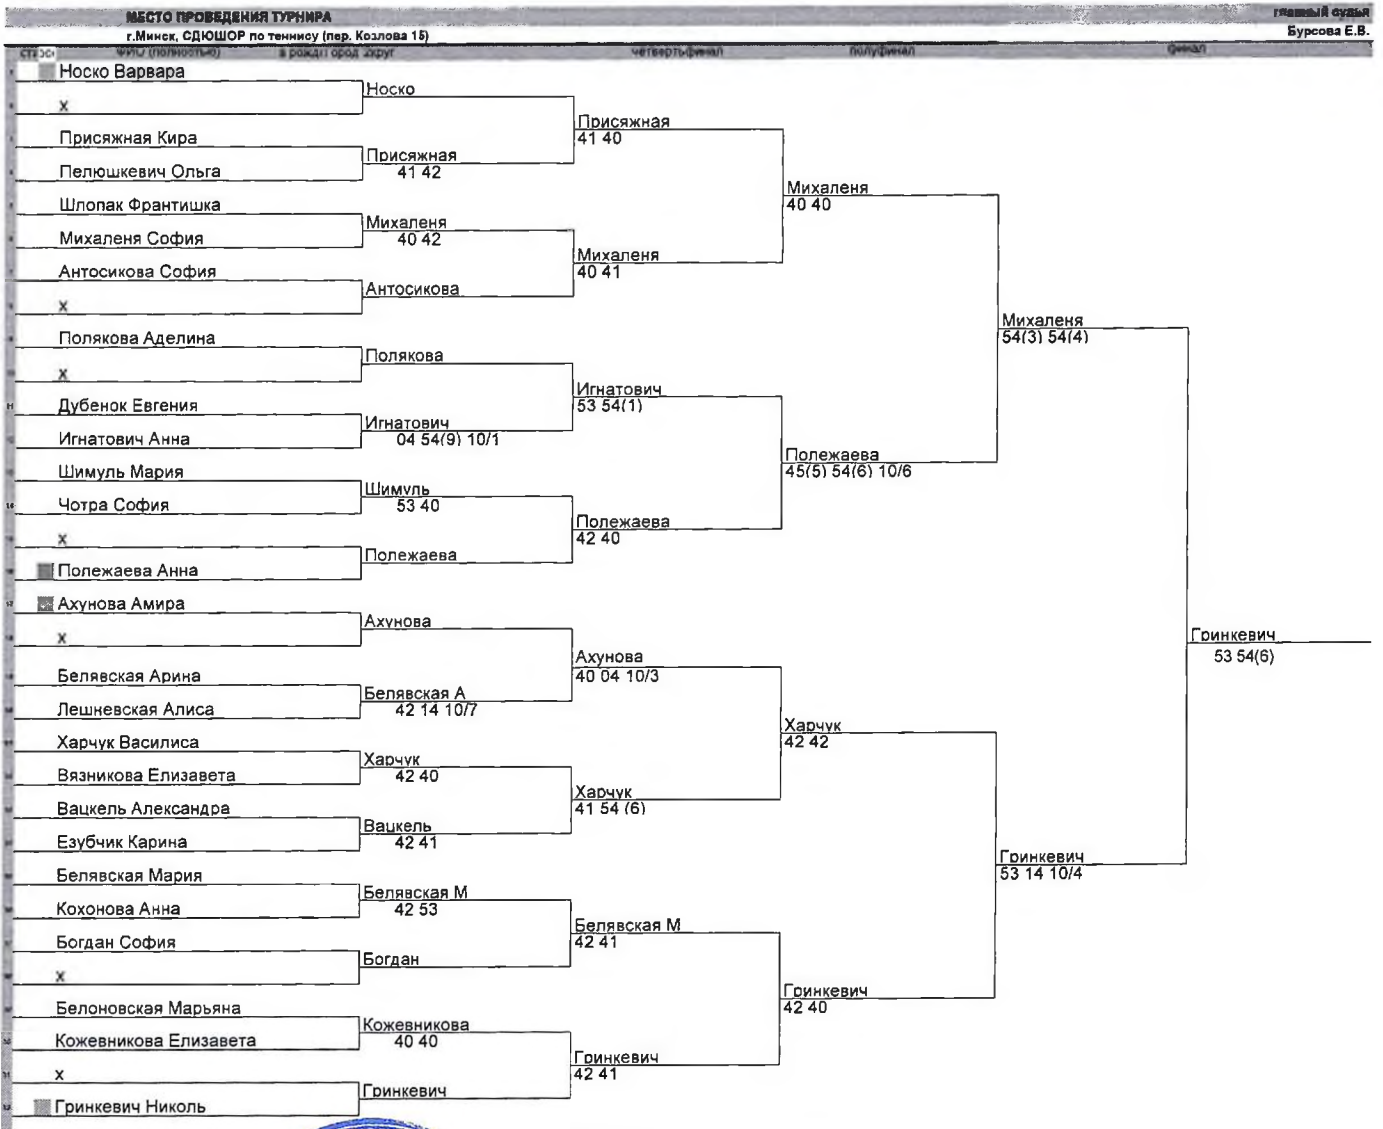 МЕСТО ПРОВЕДЕНИЯ ТУРНИРА
главный судья
г.Минск, СДЮШОР по теннису (пер. Козлова 15)
Бурсова Е.В.
четвертьфинал полуфинал финал
Носко Варвара
Носко
х
Присяжная
41 40
Присяжная Кира
Присяжная
41 42
Пелюшкевич Ольга
Михаленя
40 40
Шлопак Франтишка
Михаленя
40 42
Михаленя София
Михаленя
40 41
Антосикова София
Антосикова
х
Михаленя
54(3) 54(4)
Полякова Аделина
Полякова
х
Игнатович
53 54(1)
Дубенок Евгения
Игнатович
04 54(9) 10/1
Игнатович Анна
Полежаева
45(5) 54(6) 10/6
Шимуль Мария
Шимуль
53 40
Чотра София
Полежаева
42 40
х
Полежаева
Полежаева Анна
Ахунова Амира
Ахунова
х
Гринкевич
53 54(6)
Ахунова
40 04 10/3
Белявская Арина
Белявская А
42 14 10/7
Лешневская Алиса
Харчук
42 42
Харчук Василиса
Харчук
42 40
Вязникова Елизавета
Харчук
41 54 (6)
Вацкель Александра
Вацкель
42 41
Езубчик Карина
Гринкевич
53 14 10/4
Белявская Мария
Белявская М
42 53
Кохонова Анна
Белявская М
42 41
Богдан София
Богдан
х
Гринкевич
42 40
Белоновская Марьяна
Кожевникова
40 40
Кожевникова Елизавета
Гринкевич
42 41
х
Гринкевич
Гринкевич Николь